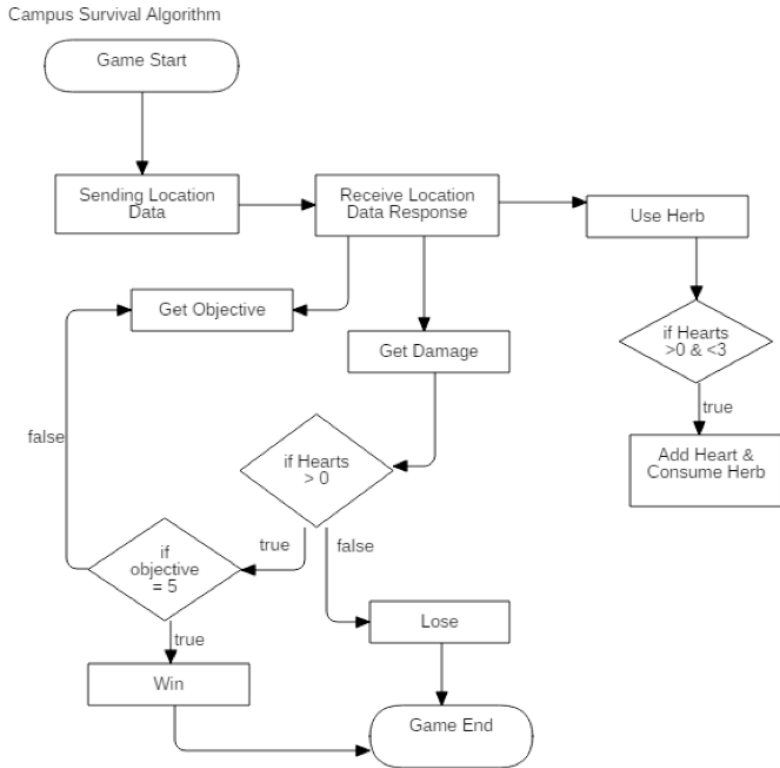 Campus Survival Algorithm
Game Start
Sending Location
Data
Receive Location
Data Response
Use Herb
Get Objective
Get Damage
if Hearts
>0 & <3
true
Add Heart &
Consume Herb
false
if Hearts
> 0
true
false
if
objective
= 5
true
Lose
Win
Game End